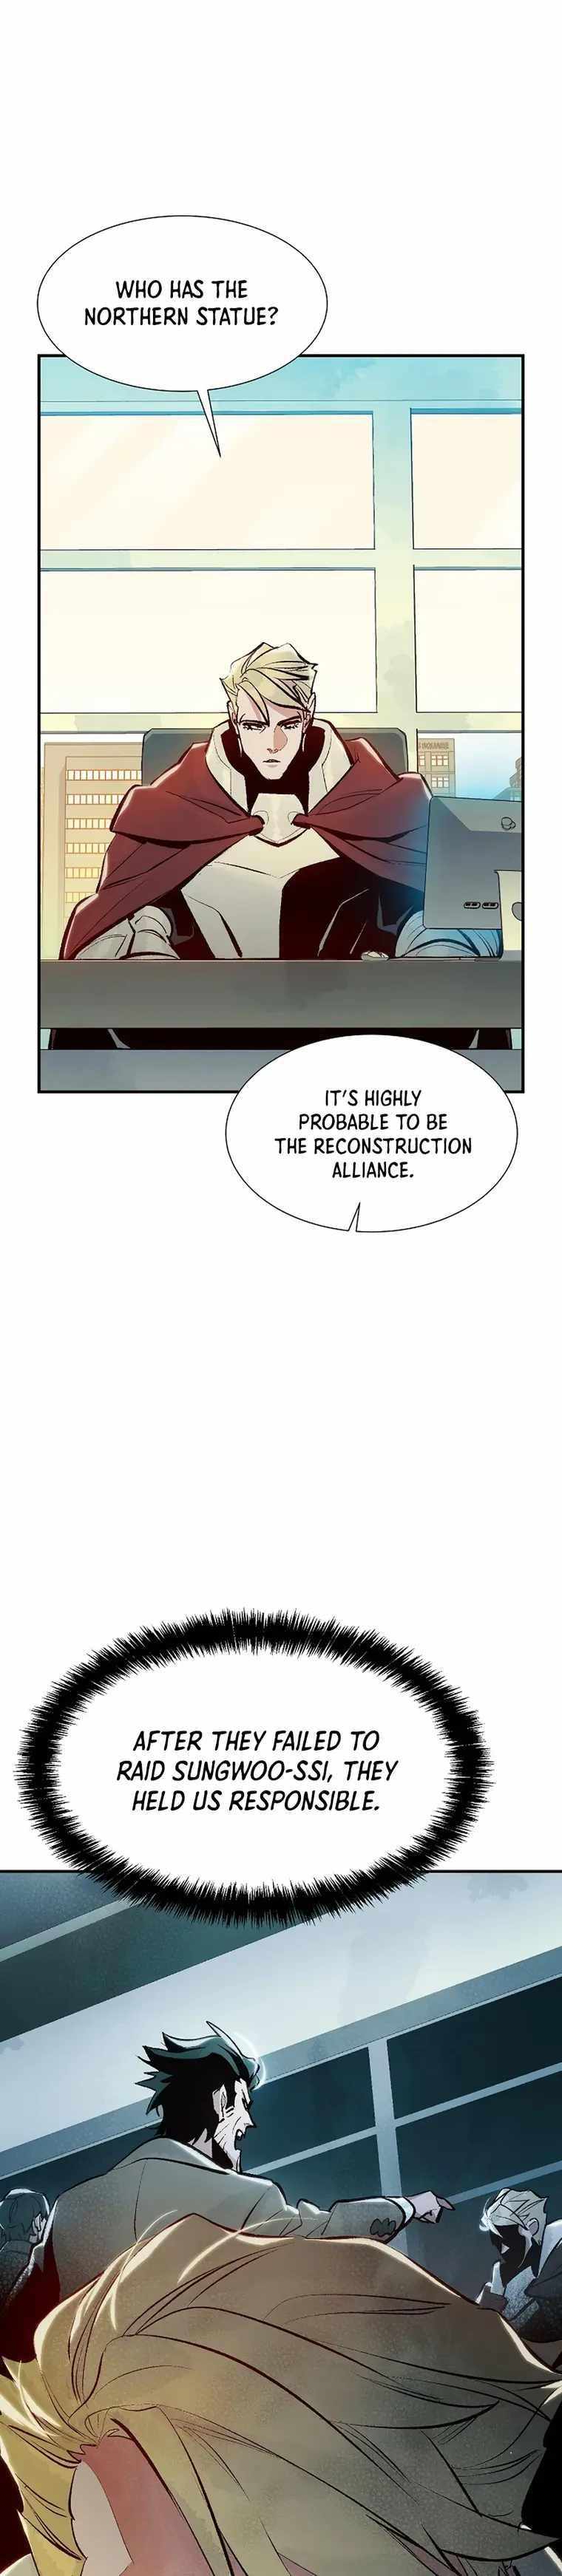 WHO HAS THE
NORTHERN STATUE?
IT'S HIGHLY
PROBABLE TO BE
THE RECONSTRUCTION
ALLIANCE.
AFTER THEY FAILED TO
RAID SUNGWOO-SSI, THEY
HELD US RESPONSIBLE.